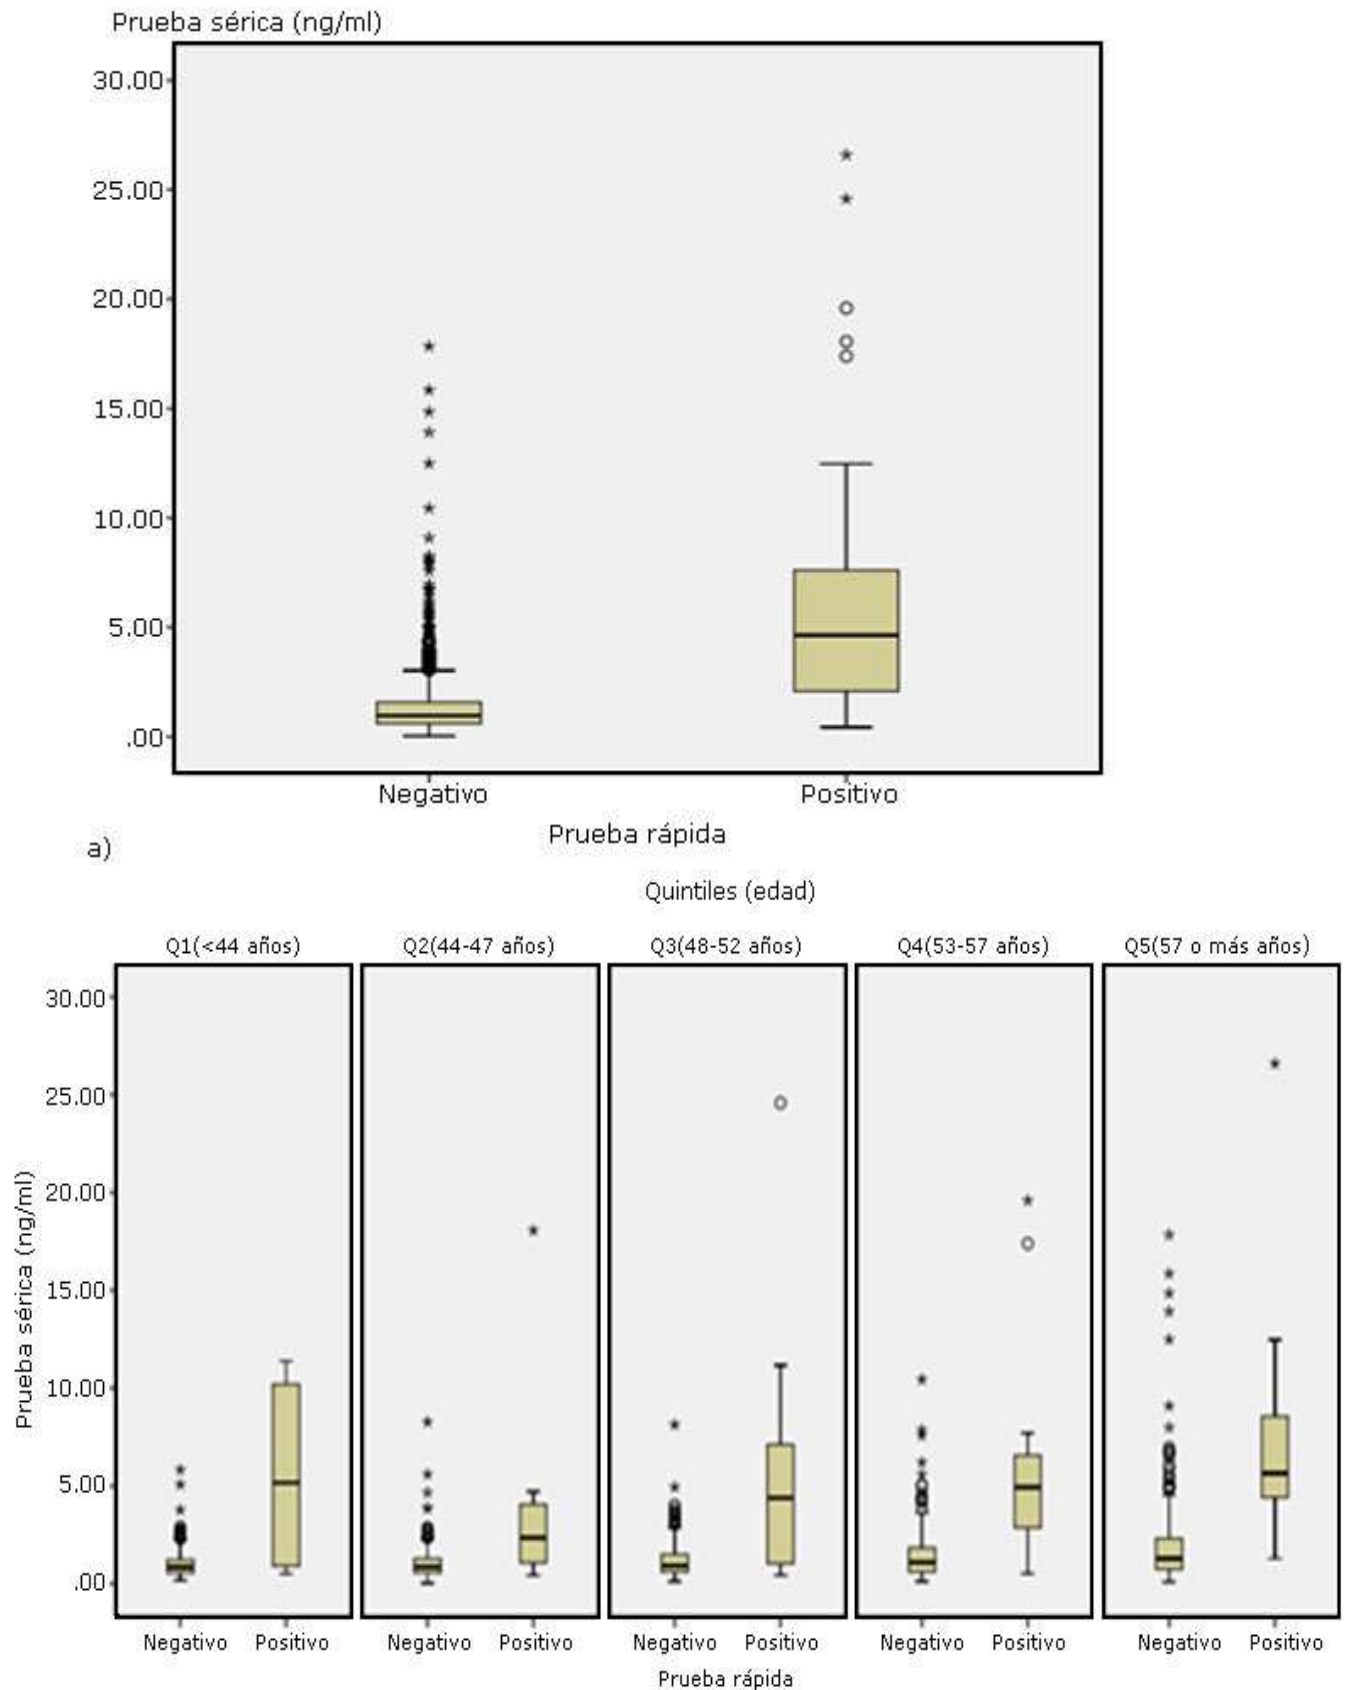 Prueba sérica (ng/ml)
30.00
25.00
20.00
15.00
10.00
5.00
.00
Negativo Positivo
Prueba rápida
a)
Quintiles (edad)
Q1(<44 años) Q2(44-47 años) Q3(48-52 años) Q4(53-57 años) Q5(57 o más años)
30.00
25.00
20.00
15.00
10.00
5.00
.00
Prueba sérica (ng/ml)
Negativo Positivo Negativo Positivo Negativo Positivo Negativo Positivo Negativo Positivo
Prueba rápida